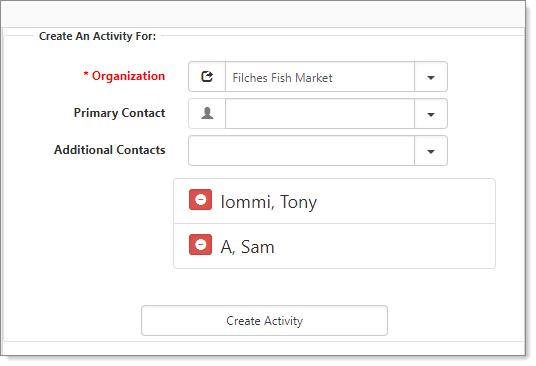 Create An Activity For:
* Organization Filches Fish Market
Primary Contact
Additional Contacts
Iommi, Tony
A, Sam
Create Activity